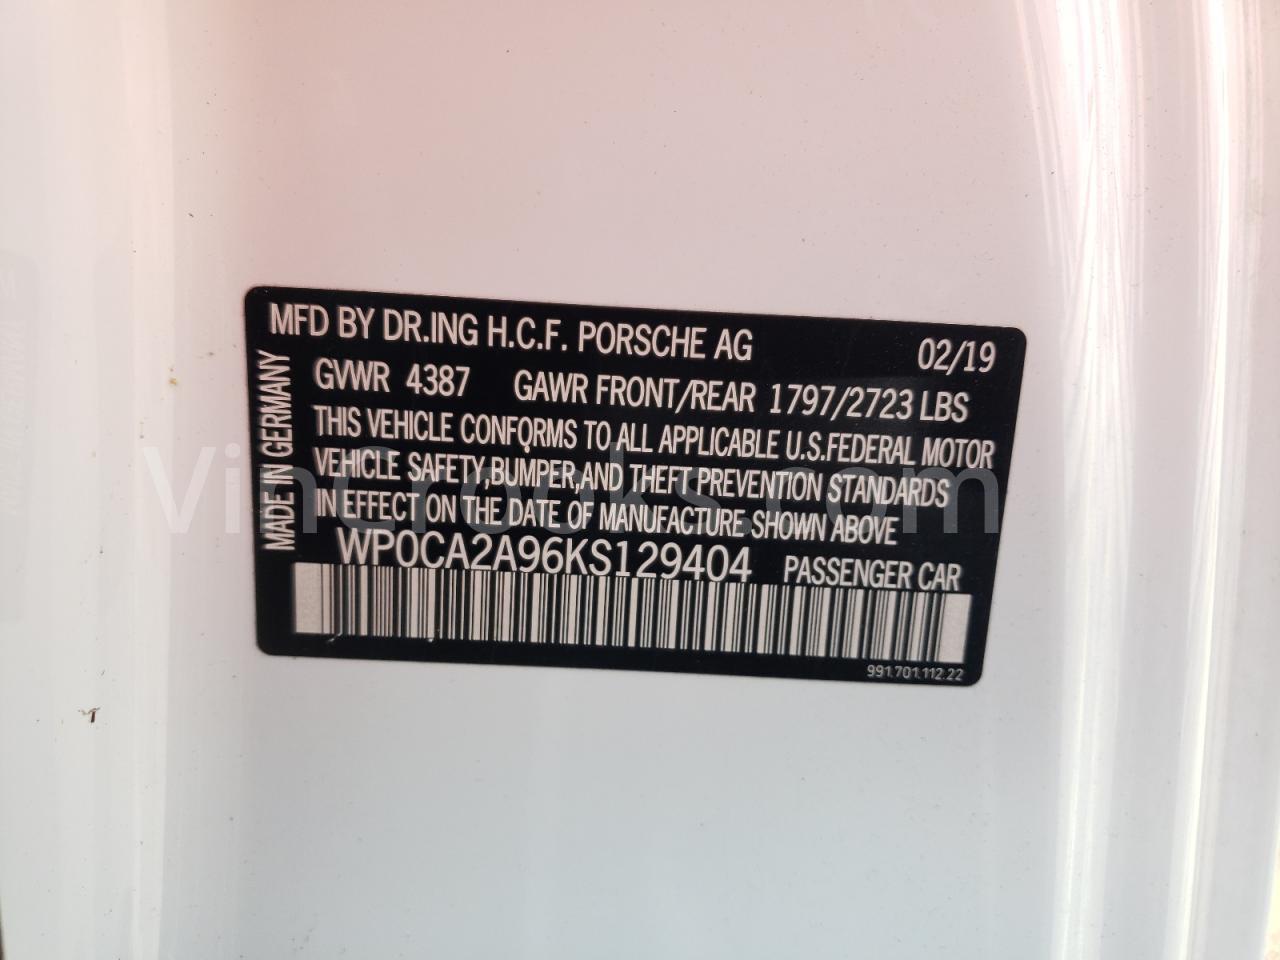 MFD BY DR.ING H.C.F. PORSCHE AG 02/19
GVWR 4387 GAWR FRONT/REAR 1797/2723 LBS
THIS VEHICLE CONFORMS TO ALL APPLICABLE U.S.FEDERAL MOTOR
VEHICLE SAFETY,BUMPER,AND THEFT PREVENTION STANDARDS
IN EFFECT ON THE DATE OF MANUFACTURE SHOWN ABOVE
WP0CA2A96KS129404 PASSENGER CAR
991.701.112.22
MADE IN GERMANY
VinCrooks.com